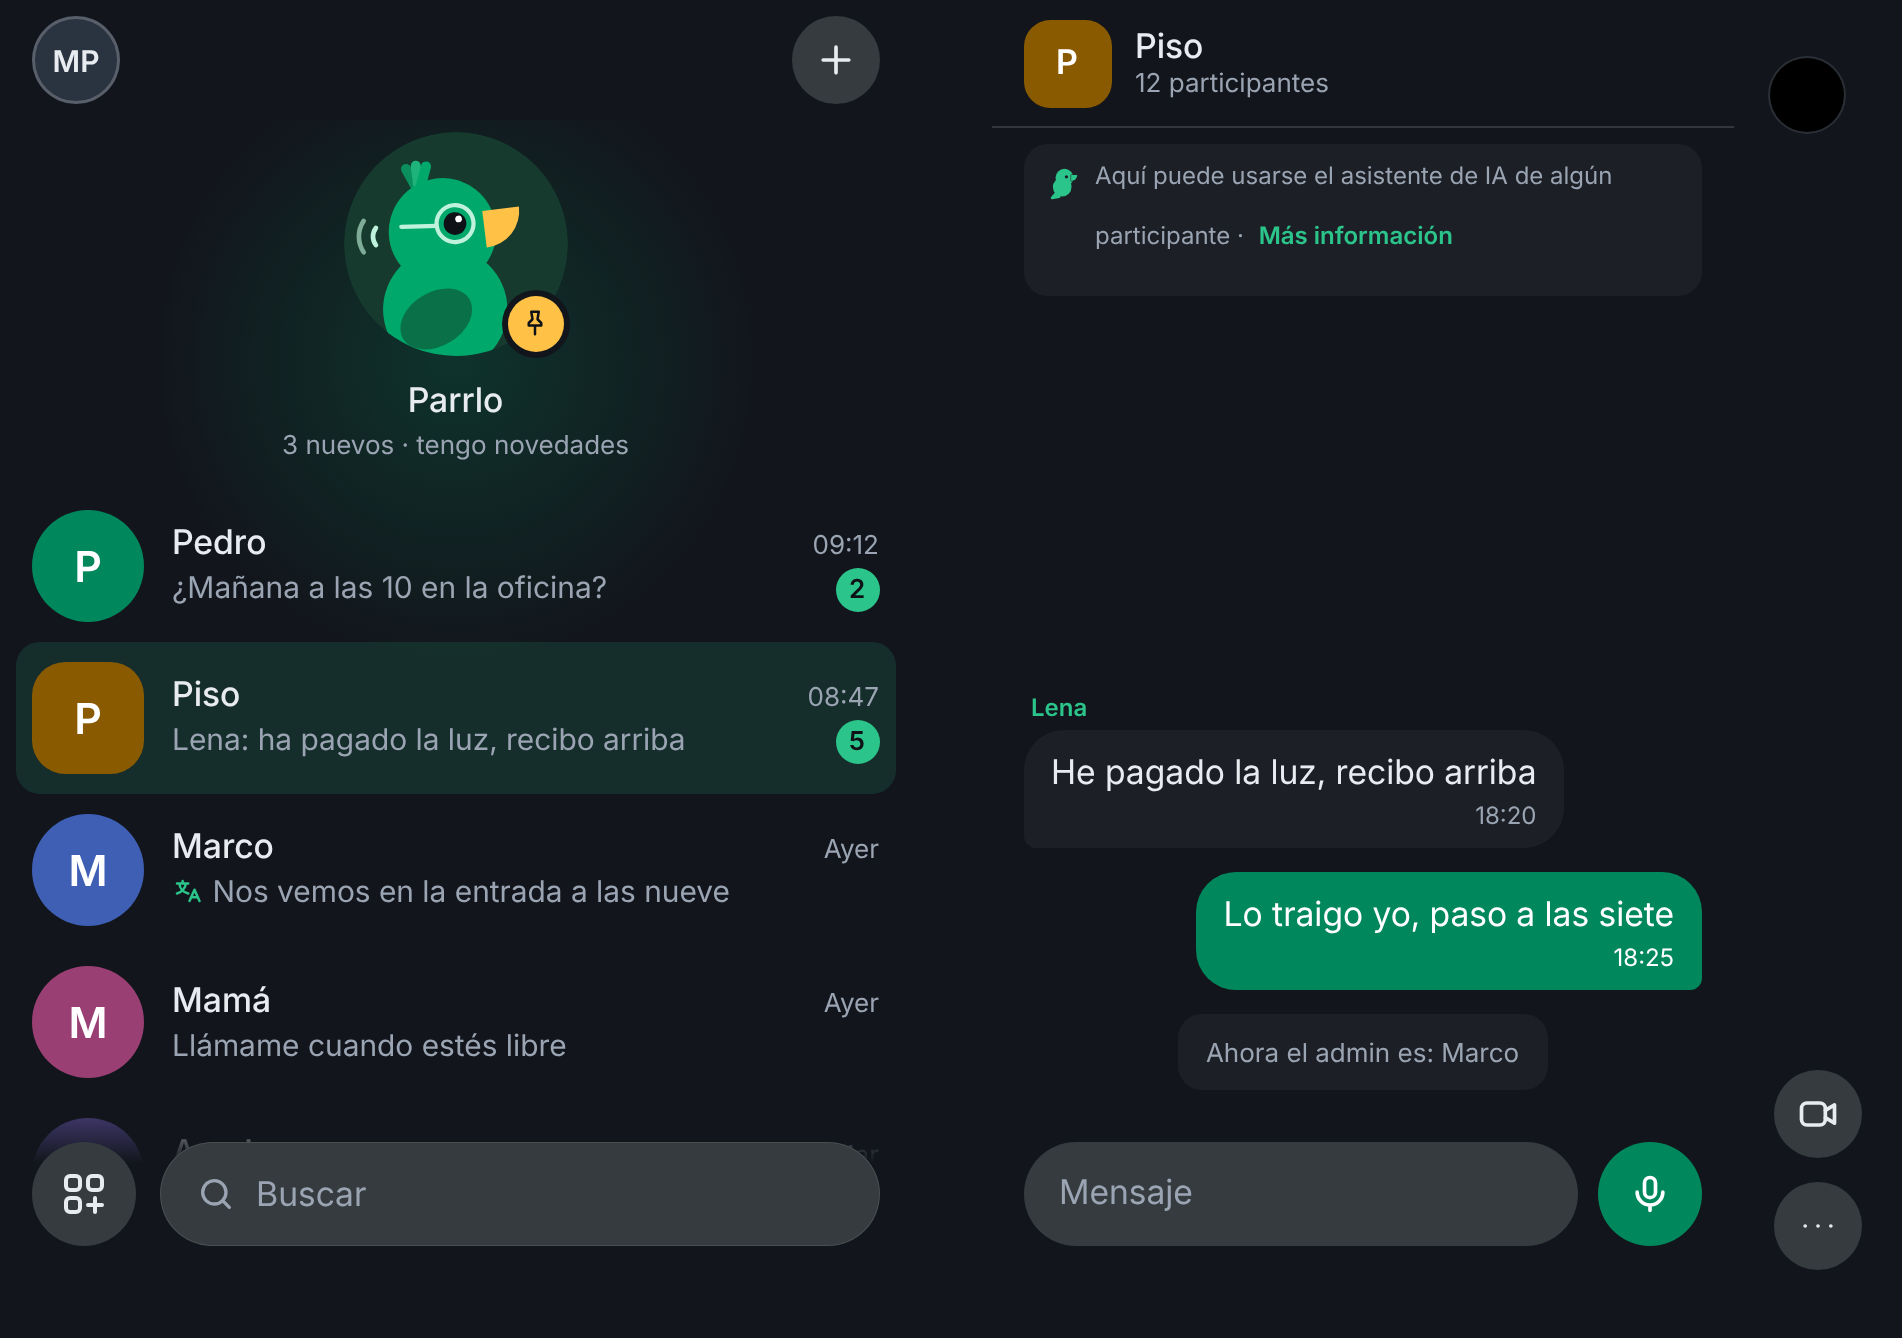 MP
Parrlo
3 nuevos · tengo novedades
P
Pedro
09:12
¿Mañana a las 10 en la oficina?
2
P
Piso
08:47
Lena: ha pagado la luz, recibo arriba
5
M
Marco
Ayer
Nos vemos en la entrada a las nueve
M
Mamá
Ayer
Llámame cuando estés libre
Buscar
P
Piso
12 participantes
Aquí puede usarse el asistente de IA de algún
participante · Más información
Lena
He pagado la luz, recibo arriba
18:20
Lo traigo yo, paso a las siete
18:25
Ahora el admin es: Marco
Mensaje